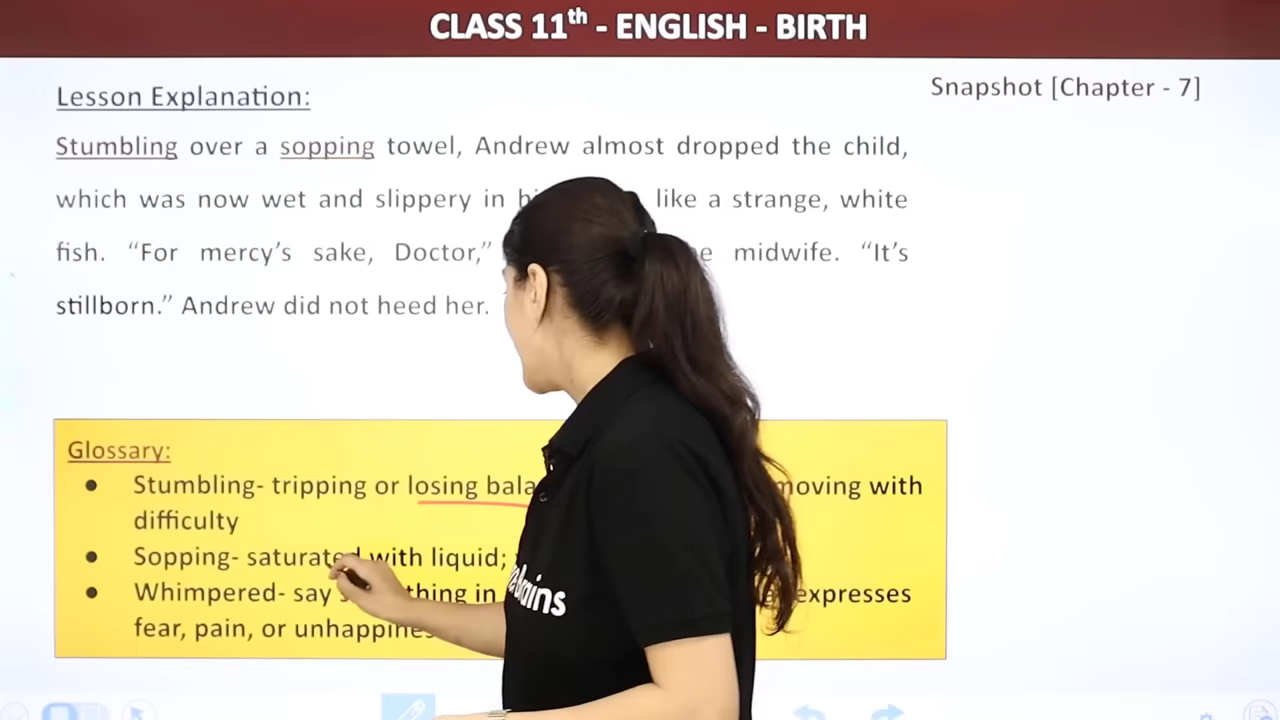 CLASS 11th - ENGLISH - BIRTH
Snapshot [Chapter - 7]
Lesson Explanation:
Stumbling over a sopping towel, Andrew almost dropped the child,
which was now wet and slippery in like a strange, white
fish. “For mercy’s sake, Doctor,” midwife. “It’s
stillborn.” Andrew did not heed her.
Glossary:
● Stumbling- tripping or losing moving with
difficulty
● Sopping- saturated with liquid;
● Whimpered- say in expresses
fear, pain, or